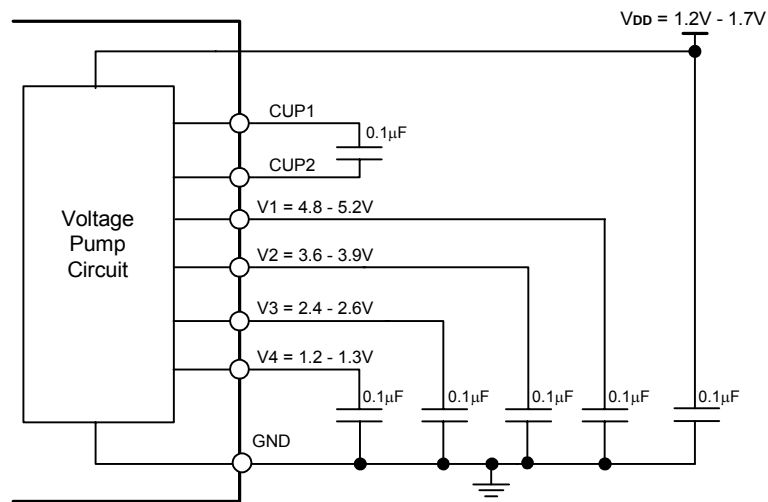 VDD = 1.2V - 1.7V
CUP1
0.1μF
CUP2
V1 = 4.8 - 5.2V
Voltage
Pump
Circuit
V2 = 3.6 - 3.9V
V3 = 2.4 - 2.6V
V4 = 1.2 - 1.3V
0.1μF 0.1μF 0.1μF 0.1μF 0.1μF
GND